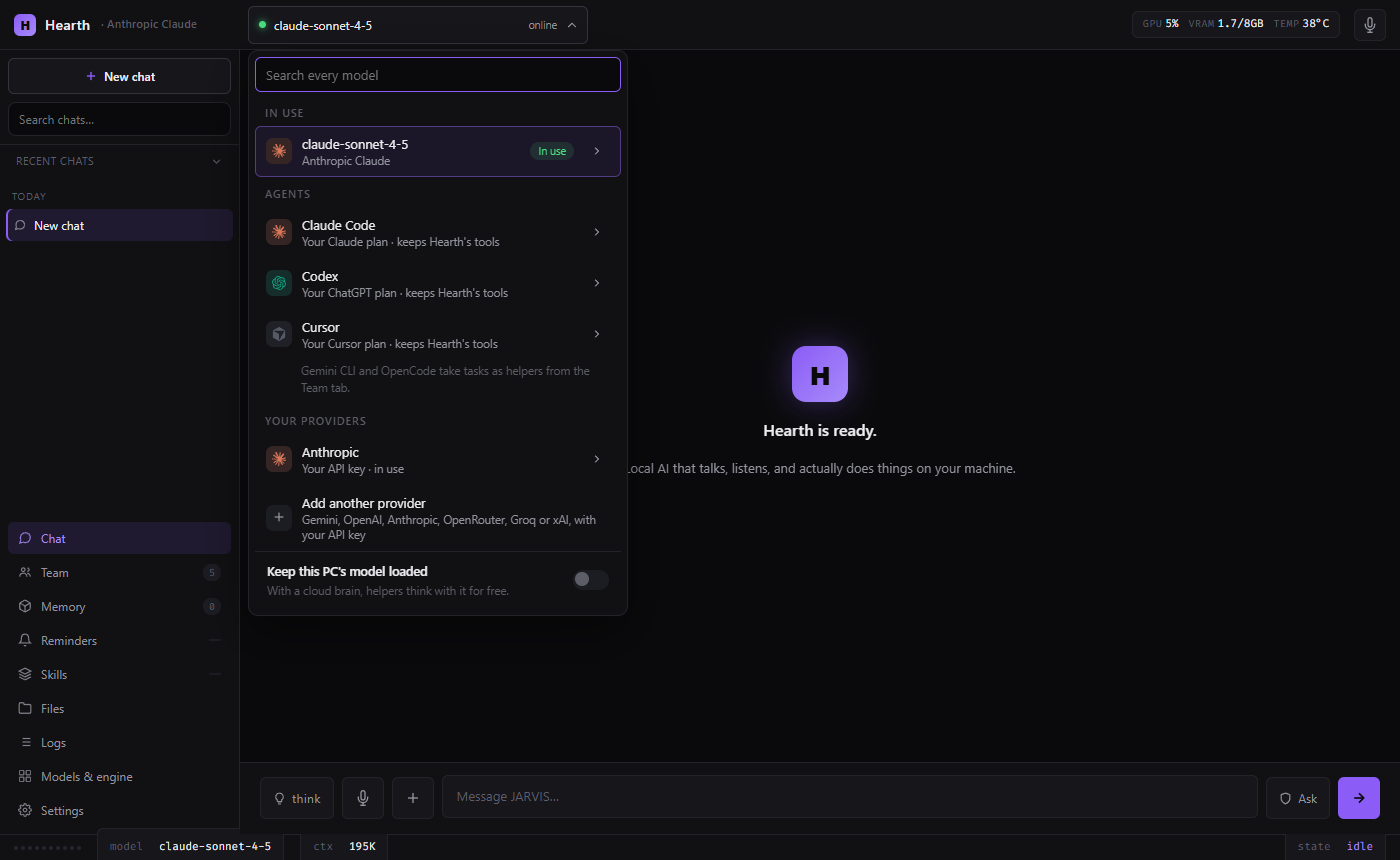 H Hearth · Anthropic Claude
claude-sonnet-4-5 online
GPU 5% VRAM 1.7/8GB TEMP 38°C
+ New chat
Search chats...
RECENT CHATS
TODAY
New chat
Search every model
IN USE
claude-sonnet-4-5
Anthropic Claude
In use
AGENTS
Claude Code
Your Claude plan · keeps Hearth's tools
Codex
Your ChatGPT plan · keeps Hearth's tools
Cursor
Your Cursor plan · keeps Hearth's tools
Gemini CLI and OpenCode take tasks as helpers from the
Team tab.
YOUR PROVIDERS
Anthropic
Your API key · in use
Add another provider
Gemini, OpenAI, Anthropic, OpenRouter, Groq or xAI, with
your API key
Keep this PC's model loaded
With a cloud brain, helpers think with it for free.
H
Hearth is ready.
ocal AI that talks, listens, and actually does things on your machine.
Chat
Team 5
Memory 0
Reminders —
Skills —
Files
Logs
Models & engine
Settings
think
Message JARVIS...
Ask
model claude-sonnet-4-5
ctx 195K
state idle